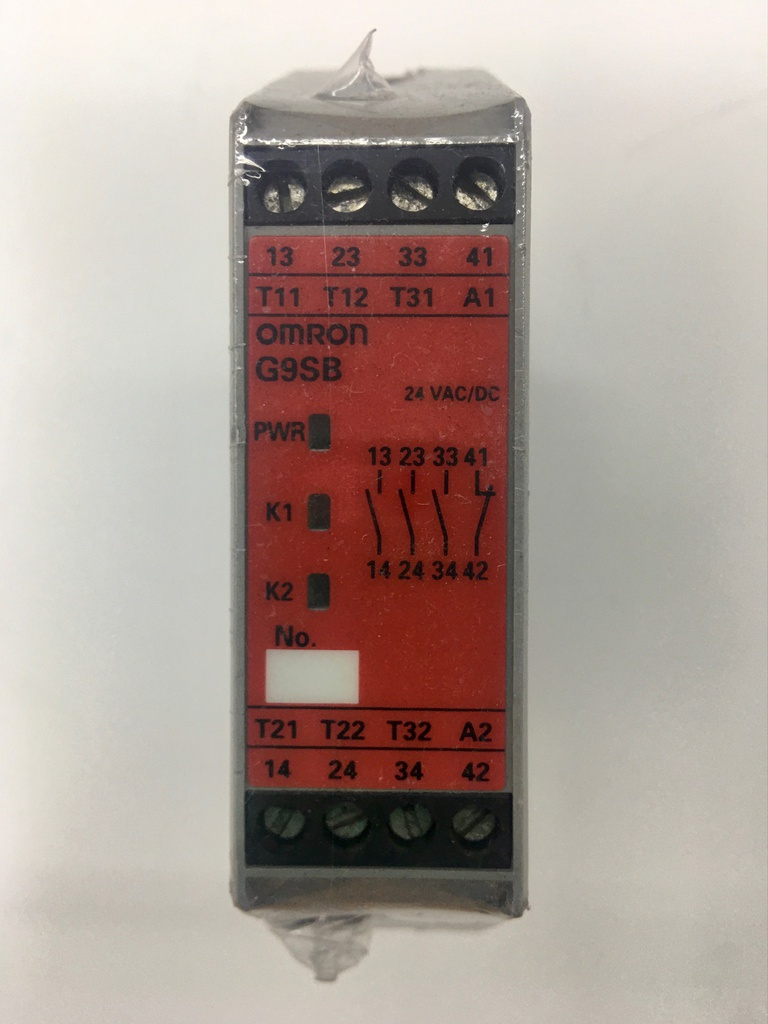 13 23 33 41
T11 T12 T31 A1
OMRON
G9SB
24 VAC/DC
PWR
13 23 33 41
K1
14 24 34 42
K2
No.
T21 T22 T32 A2
14 24 34 42